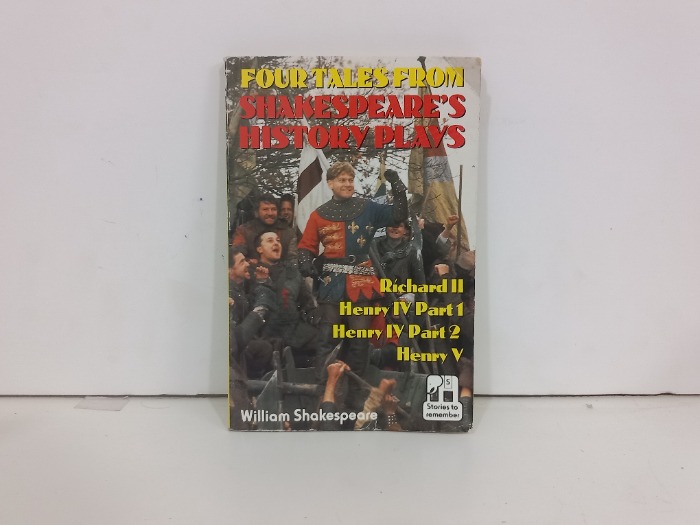 FOUR TALES FROM
SHAKESPEARE'S
HISTORY PLAYS
Richard II
Henry IV Part 1
Henry IV Part 2
Henry V
William Shakespeare
5
Stories to
remember